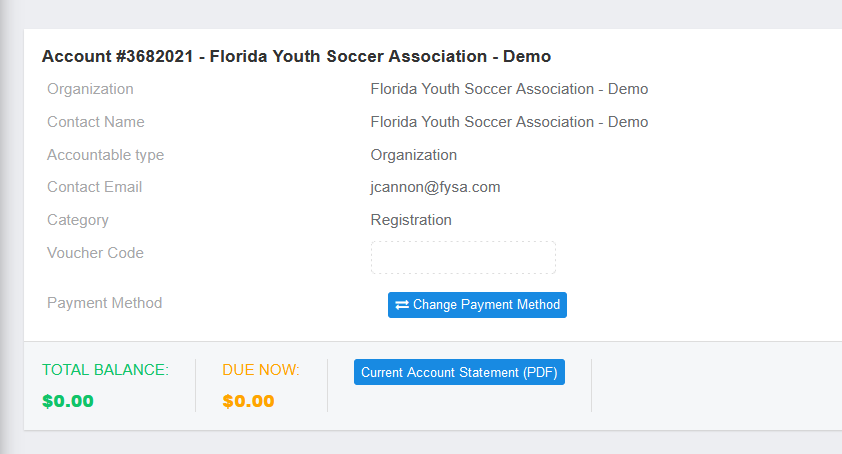 Account #3682021 - Florida Youth Soccer Association - Demo
Organization Florida Youth Soccer Association - Demo
Contact Name Florida Youth Soccer Association - Demo
Accountable type Organization
Contact Email jcannon@fysa.com
Category Registration
Voucher Code
Payment Method Change Payment Method
TOTAL BALANCE: DUE NOW: Current Account Statement (PDF)
$0.00 $0.00